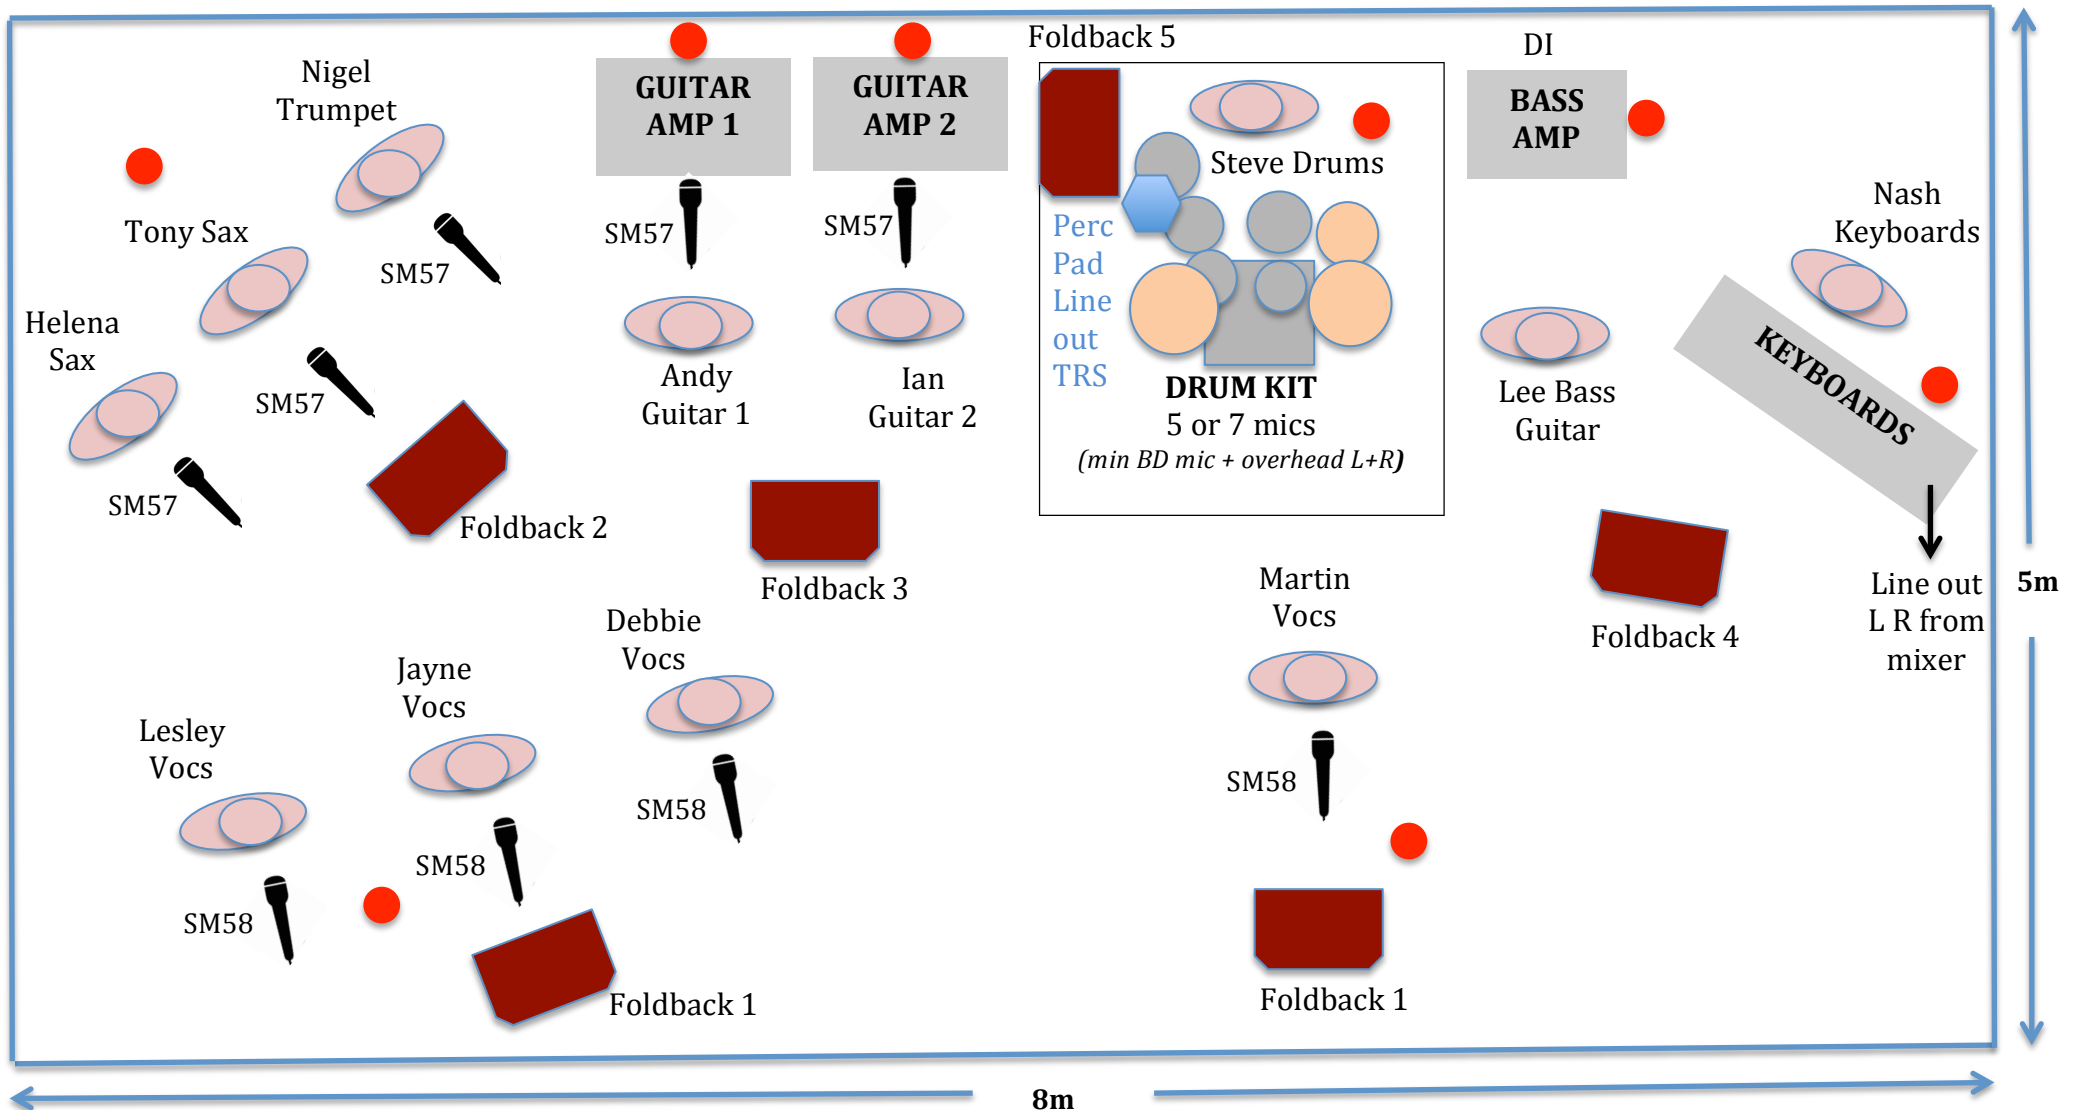 Foldback 5
DI
Nigel
Trumpet
GUITAR
AMP 1
GUITAR
AMP 2
BASS
AMP
Steve Drums
Nash
Keyboards
Tony Sax
SM57
SM57
SM57
Perc
Pad
Line
out
TRS
Helena
Sax
KEYBOARDS
Andy
Guitar 1
Ian
Guitar 2
DRUM KIT
5 or 7 mics
(min BD mic + overhead L+R)
Lee Bass
Guitar
SM57
SM57
Foldback 2
Foldback 3
Martin
Vocs
Foldback 4
Line out
L R from
mixer
5m
Debbie
Vocs
Jayne
Vocs
Lesley
Vocs
SM58
SM58
SM58
SM58
Foldback 1
Foldback 1
8m